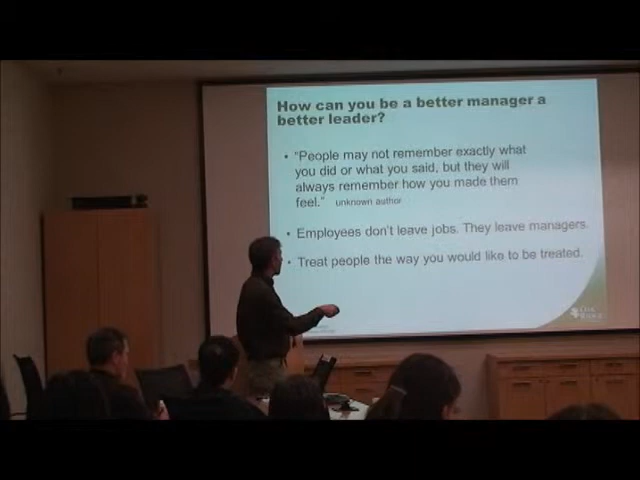 How can you be a better manager a
better leader?
• "People may not remember exactly what
you did or what you said, but they will
always remember how you made them
feel." unknown author
• Employees don't leave jobs. They leave managers.
• Treat people the way you would like to be treated.